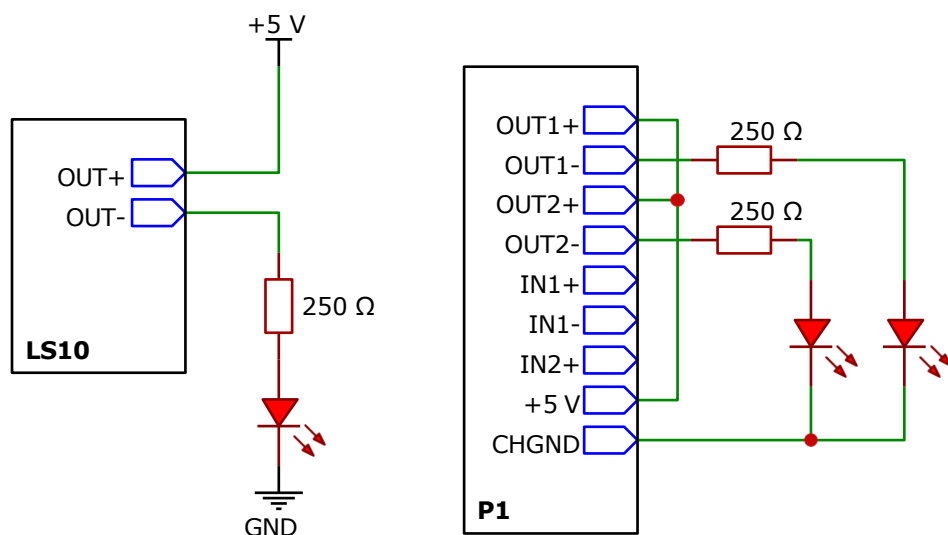 +5 V
OUT+
OUT-
250 Ω
LS10
GND
OUT1+
OUT1-
OUT2+
OUT2-
IN1+
IN1-
IN2+
+5 V
CHGND
P1
250 Ω
250 Ω